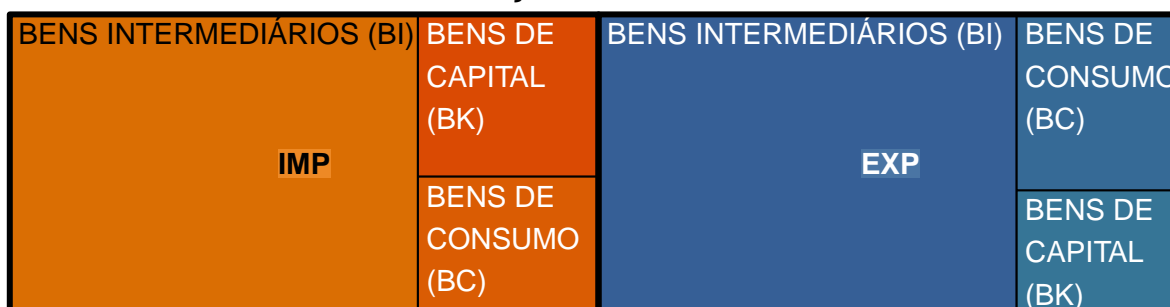 BENS INTERMEDIÁRIOS (BI)
BENS DE
CAPITAL
(BK)
IMP
BENS DE
CONSUMO
(BC)
BENS INTERMEDIÁRIOS (BI)
EXP
BENS DE
CONSUMO
(BC)
BENS DE
CAPITAL
(BK)